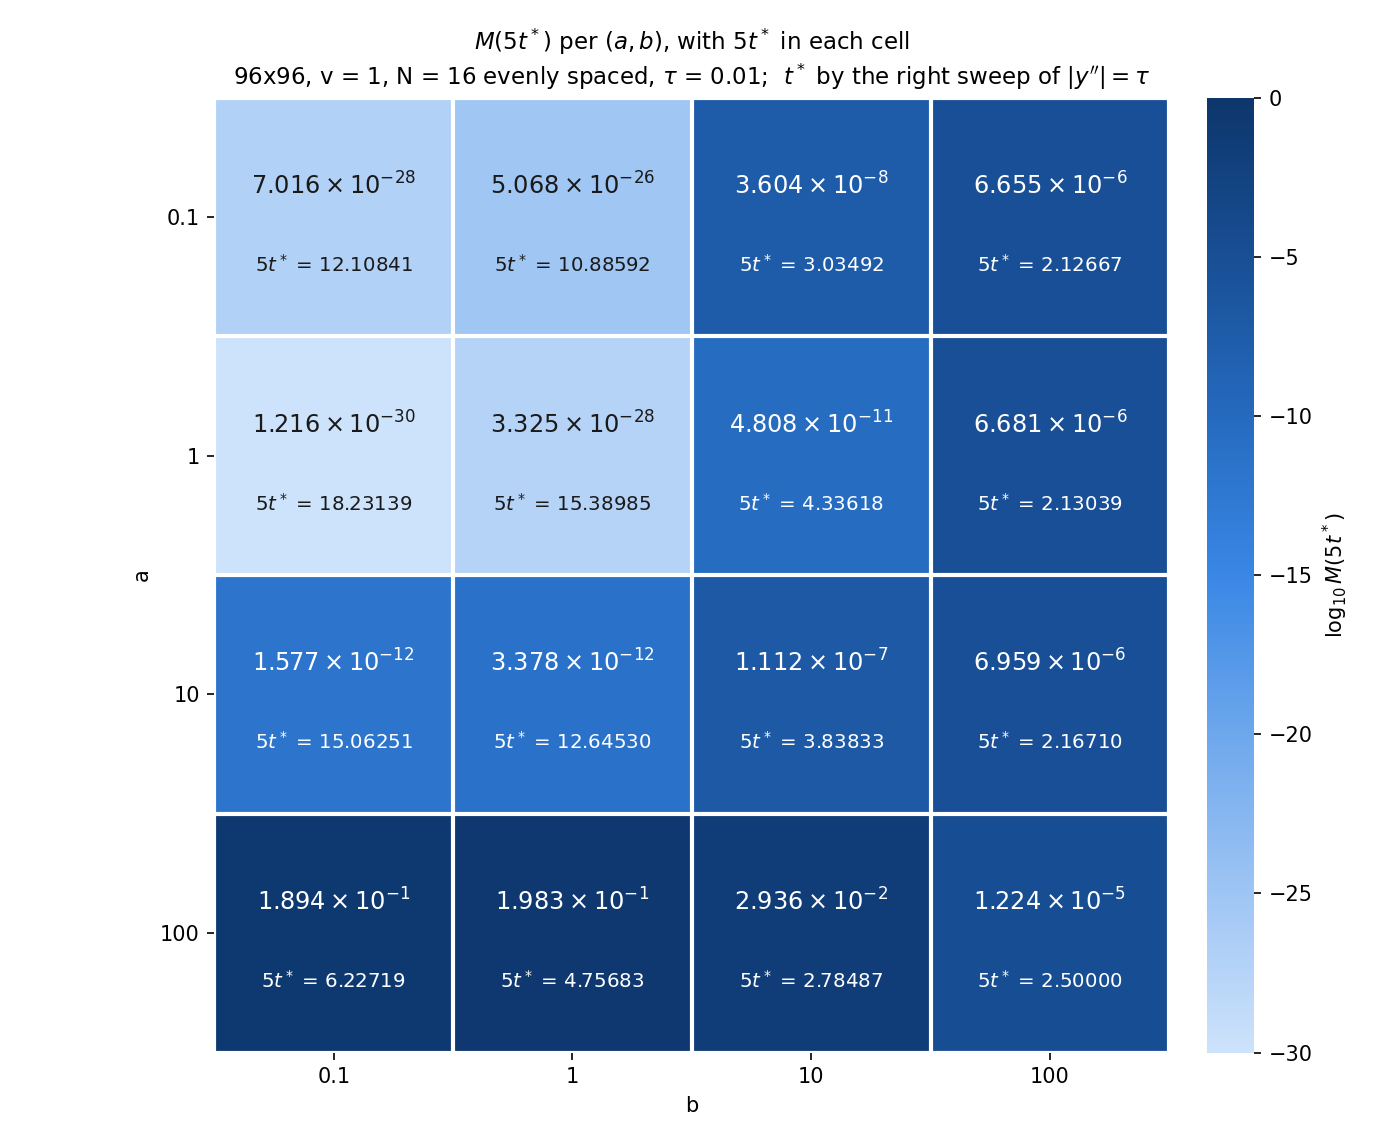 M(5t*) per (a, b), with 5t* in each cell
96x96, v = 1, N = 16 evenly spaced, τ = 0.01;  t* by the right sweep of |y′′| = τ
7.016 × 10⁻²⁸ 5.068 × 10⁻²⁶ 3.604 × 10⁻⁸ 6.655 × 10⁻⁶
0.1
5t* = 12.10841 5t* = 10.88592 5t* = 3.03492 5t* = 2.12667
1.216 × 10⁻³⁰ 3.325 × 10⁻²⁸ 4.808 × 10⁻¹¹ 6.681 × 10⁻⁶
1
5t* = 18.23139 5t* = 15.38985 5t* = 4.33618 5t* = 2.13039
1.577 × 10⁻¹² 3.378 × 10⁻¹² 1.112 × 10⁻⁷ 6.959 × 10⁻⁶
10
5t* = 15.06251 5t* = 12.64530 5t* = 3.83833 5t* = 2.16710
1.894 × 10⁻¹ 1.983 × 10⁻¹ 2.936 × 10⁻² 1.224 × 10⁻⁵
100
5t* = 6.22719 5t* = 4.75683 5t* = 2.78487 5t* = 2.50000
a
0.1 1 10 100
b
0
−5
−10
−15
−20
−25
−30
log₁₀ M(5t*)